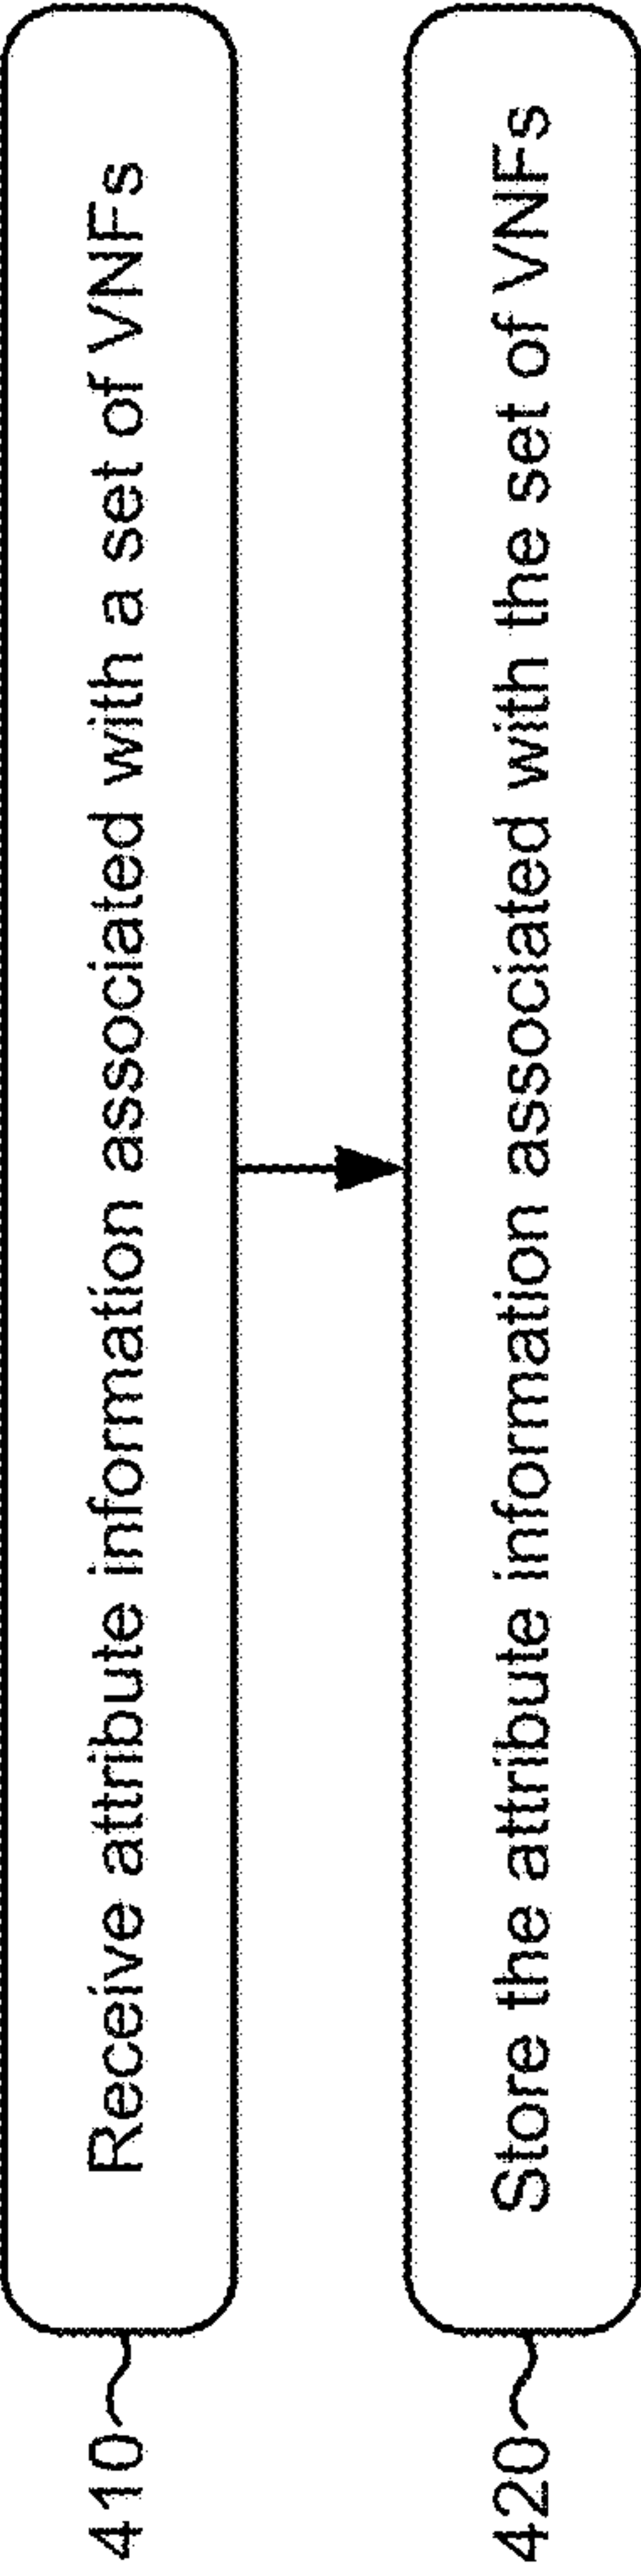 410
Receive attribute information associated with a set of VNFs
420
Store the attribute information associated with the set of VNFs